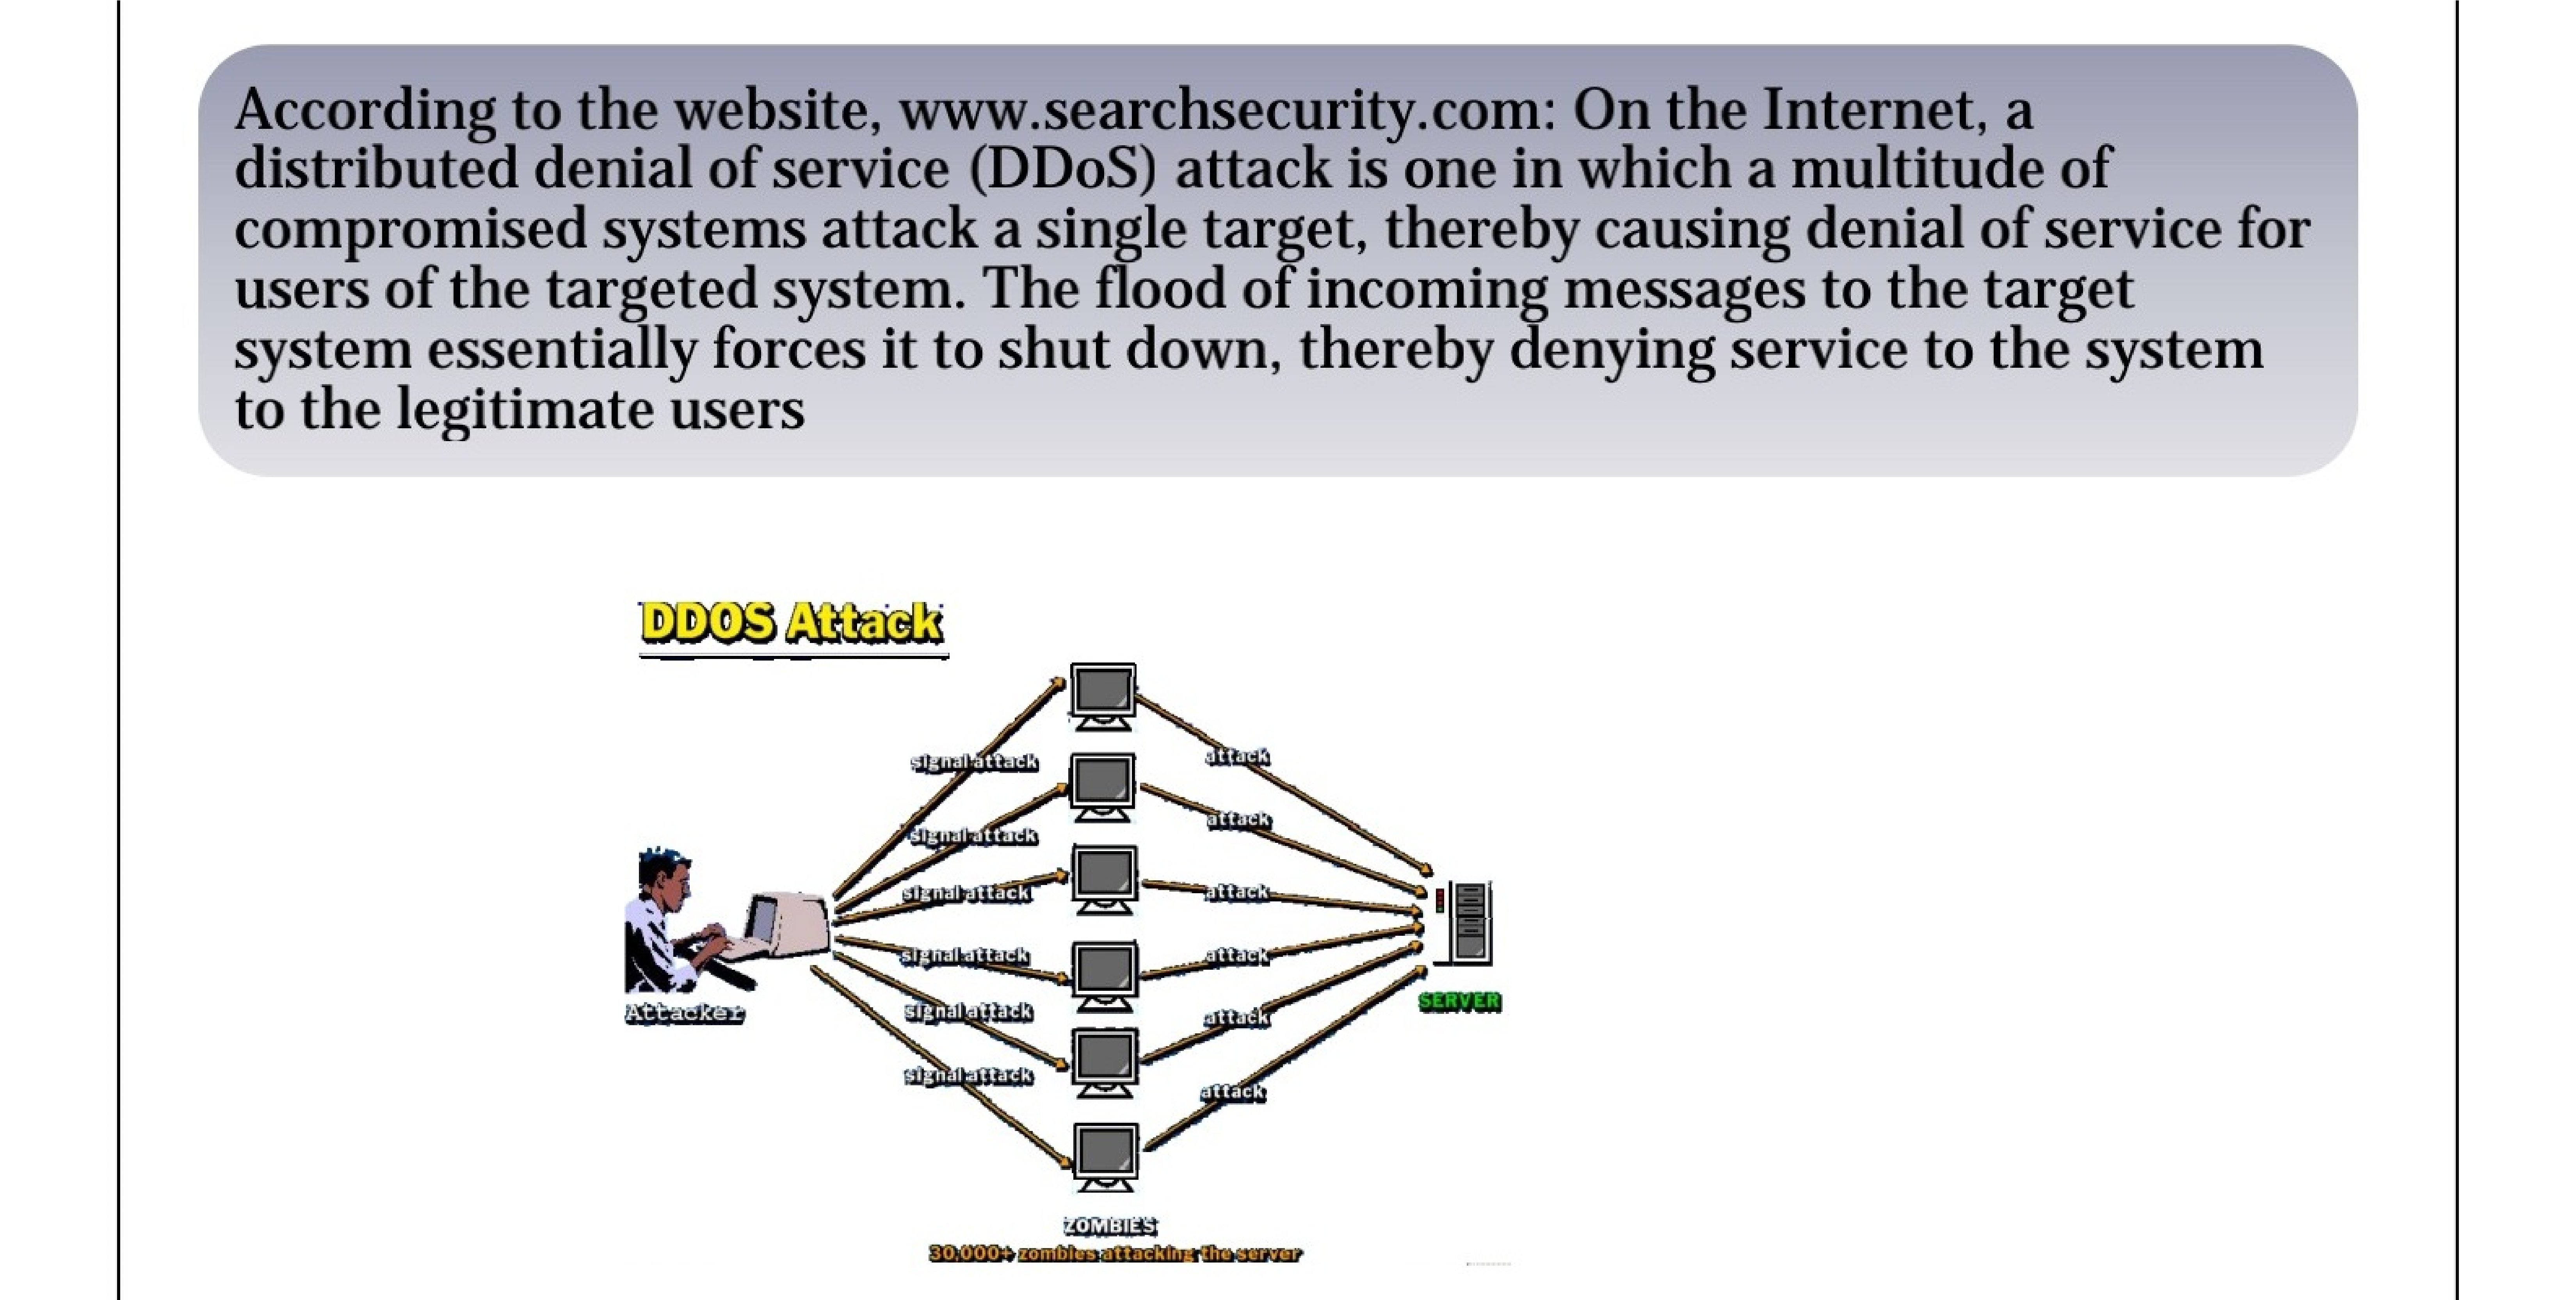 According to the website, www.searchsecurity.com: On the Internet, a
distributed denial of service (DDoS) attack is one in which a multitude of
compromised systems attack a single target, thereby causing denial of service for
users of the targeted system. The flood of incoming messages to the target
system essentially forces it to shut down, thereby denying service to the system
to the legitimate users
DDOS Attack
signal attack
attack
signal attack
attack
signal attack
attack
signal attack
attack
signal attack
attack
signal attack
attack
Attacker
SERVER
ZOMBIES
30,000+ zombies attacking the server